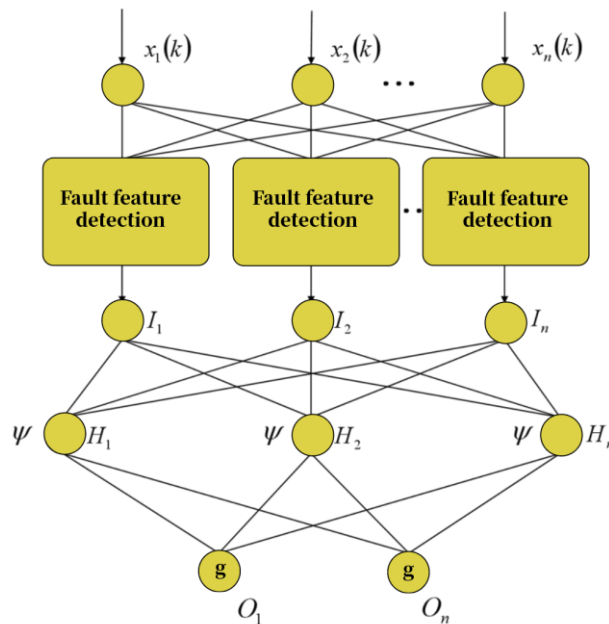 x₁(k) x₂(k) ... xₙ(k)
Fault feature detection
Fault feature detection
..
Fault feature detection
I₁ I₂ Iₙ
Ψ H₁ Ψ H₂ Ψ Hₙ
g g
O₁ Oₙ